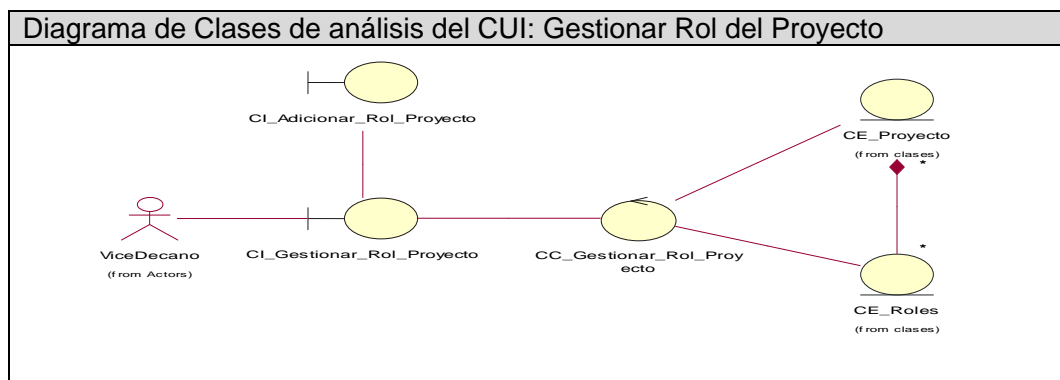 Diagrama de Clases de análisis del CUI: Gestionar Rol del Proyecto
CI_Adicionar_Rol_Proyecto
CE_Proyecto
(from clases)
*
ViceDecano
(from Actors)
CI_Gestionar_Rol_Proyecto
CC_Gestionar_Rol_Proy
ecto
*
CE_Roles
(from clases)